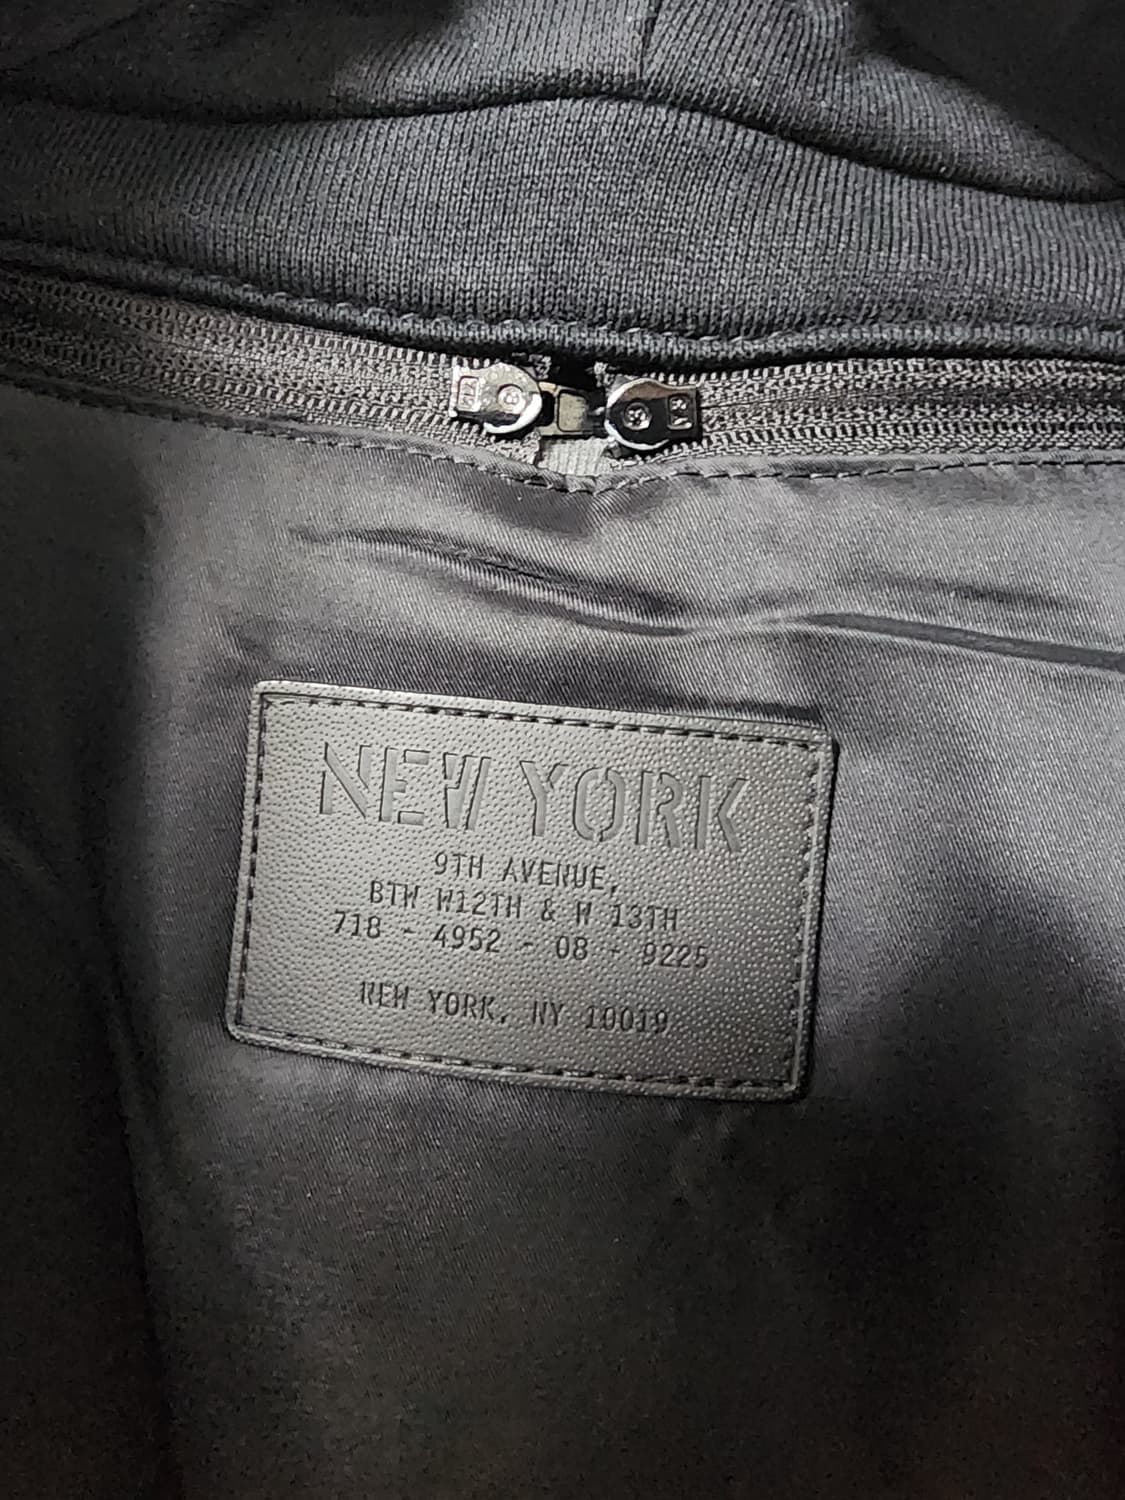 NEW YORK
9TH AVENUE,
BTW W12TH & W 13TH
718 - 4952 - 08 - 9225
NEW YORK, NY 10019